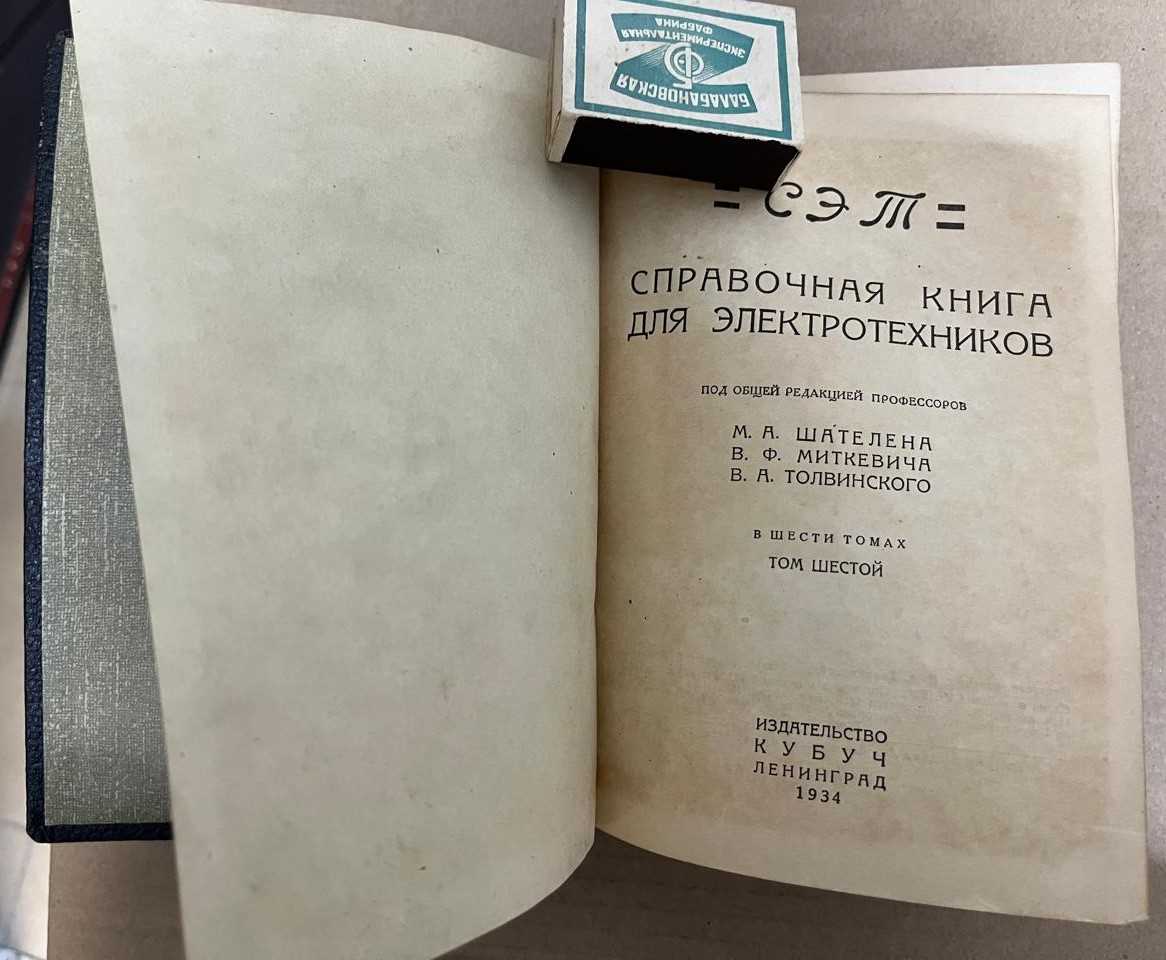 БАЛАБАНОВСКАЯ
ЭКСПЕРИМЕНТАЛЬНАЯ
ФАБРИКА
= СЭТ =
СПРАВОЧНАЯ КНИГА
ДЛЯ ЭЛЕКТРОТЕХНИКОВ
ПОД ОБЩЕЙ РЕДАКЦИЕЙ ПРОФЕССОРОВ
М. А. ШАТЕЛЕНА
В. Ф. МИТКЕВИЧА
В. А. ТОЛВИНСКОГО
В ШЕСТИ ТОМАХ
ТОМ ШЕСТОЙ
ИЗДАТЕЛЬСТВО
КУБУЧ
ЛЕНИНГРАД
1934